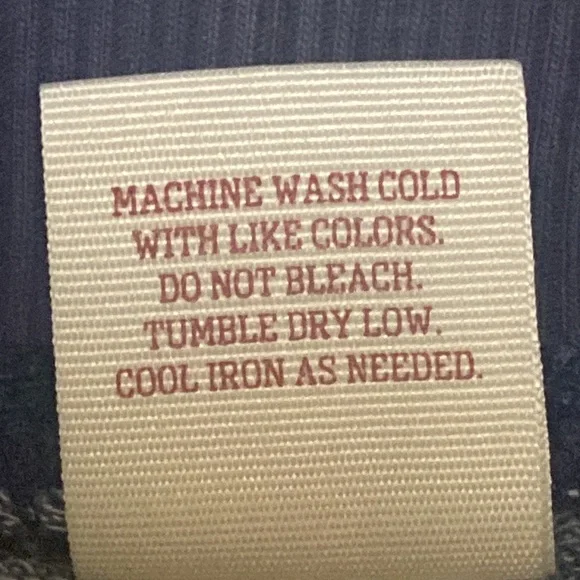 MACHINE WASH COLD
WITH LIKE COLORS.
DO NOT BLEACH.
TUMBLE DRY LOW.
COOL IRON AS NEEDED.